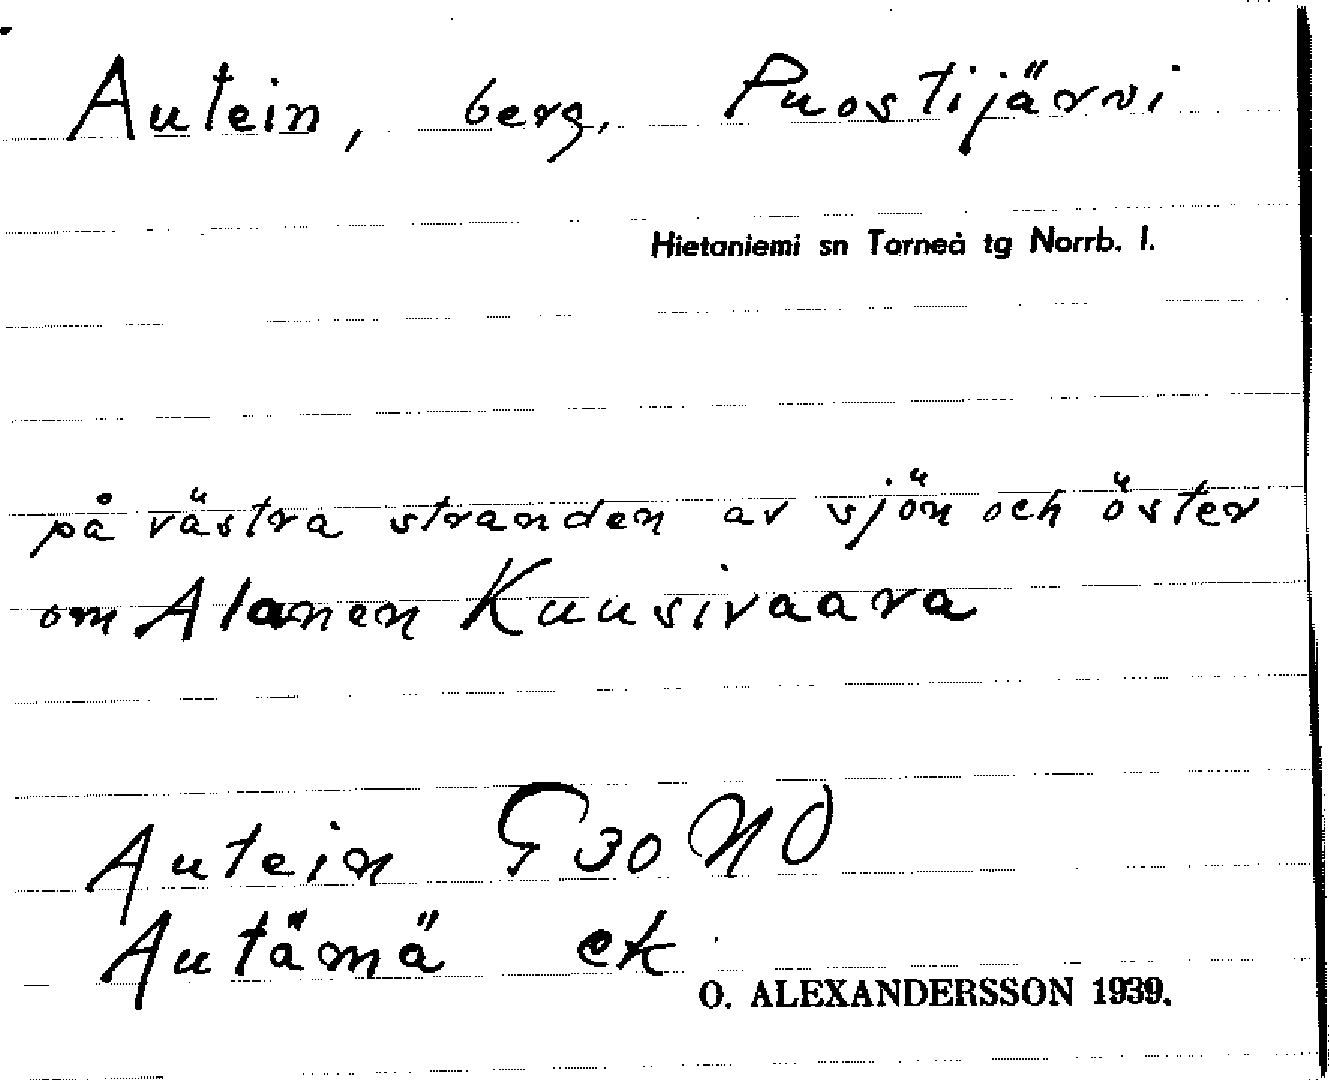 Autein, berg. Puostijärvi
Hietaniemi sn Torneå tg Norrb. l.
på västra stranden av sjön och öster
om Alanen Kuusivaara
Autein G 30 NO
Autämä ek
O. ALEXANDERSSON 1939.